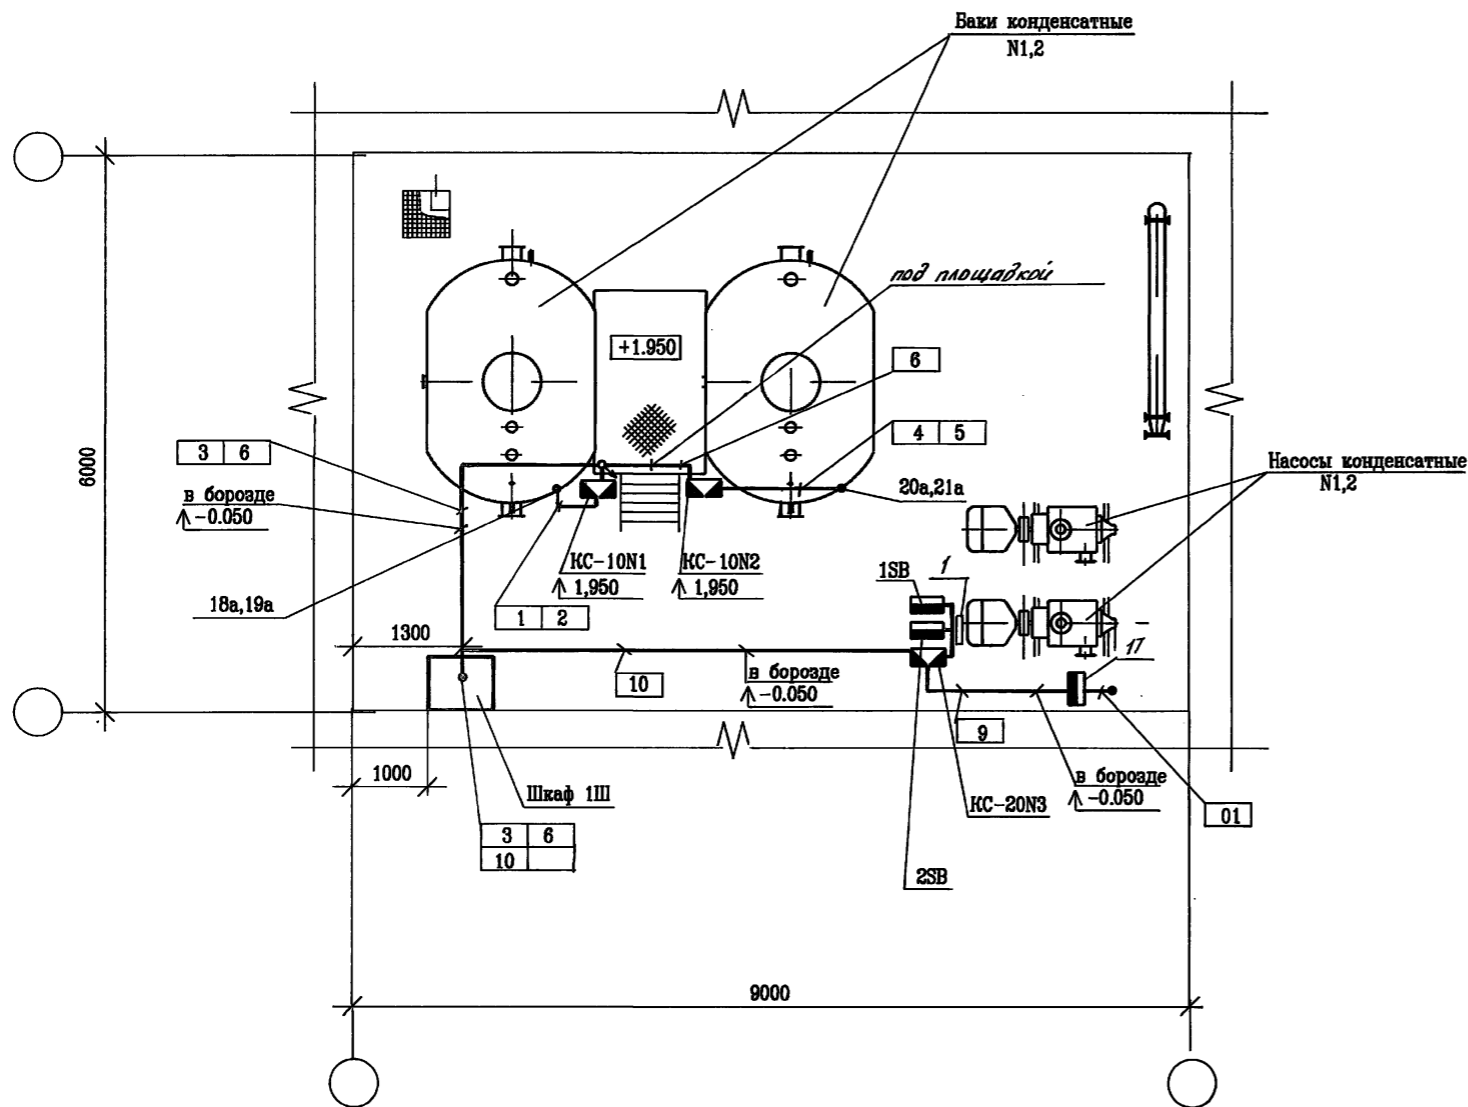 Баки конденсатные
N1,2
под площадкой
+1.950
6
3 6
4 5
в борозде
-0.050
20а,21а
Насосы конденсатные
N1,2
6000
КС-10N1
1,950
КС-10N2
1,950
1SB
1
18а,19а
1 2
1300
17
10
в борозде
-0.050
9
1000
Шкаф 1Ш
в борозде
-0.050
КС-20N3
01
3 6
10
2SB
9000